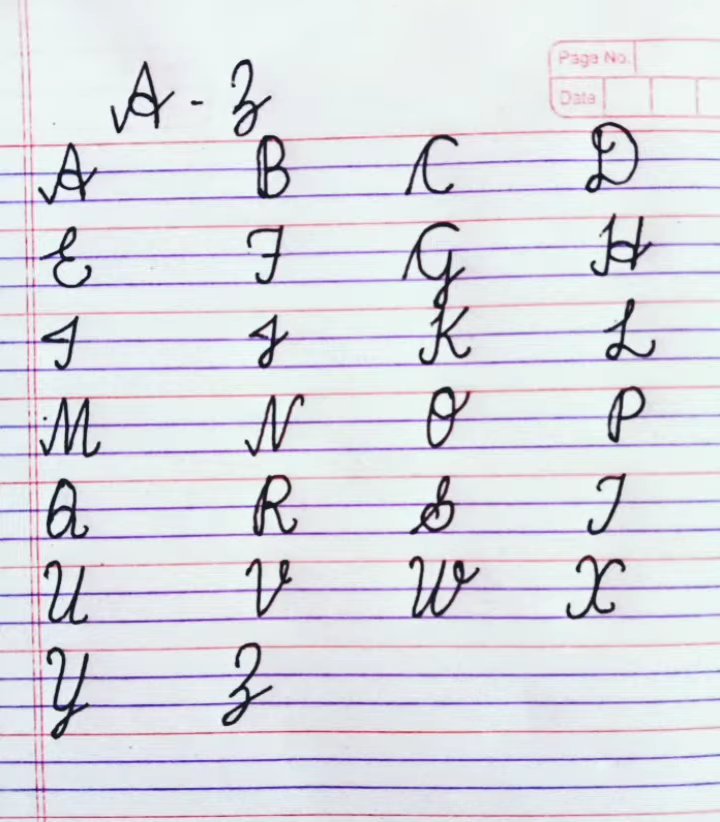 Page No.
Date
A - Z
A B C D
E F G H
I J K L
M N O P
Q R S T
U V W X
Y Z